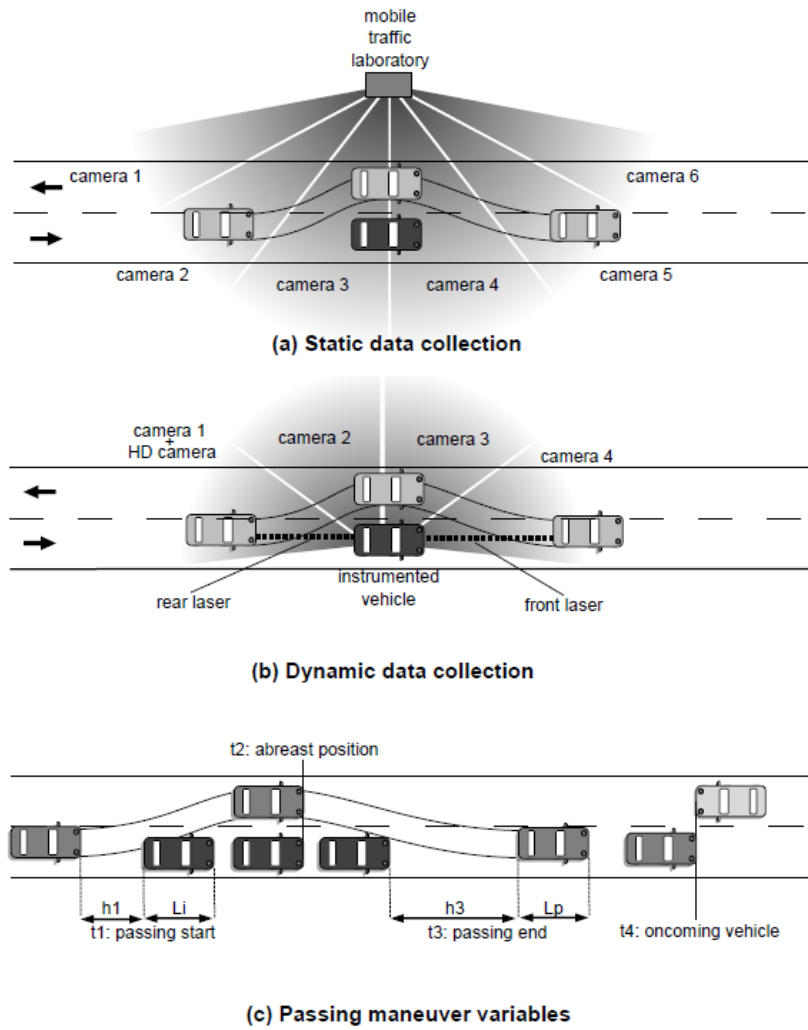 mobile
traffic
laboratory
camera 1
camera 6
camera 2
camera 3
camera 4
camera 5
(a) Static data collection
camera 1
+
HD camera
camera 2
camera 3
camera 4
rear laser
instrumented
vehicle
front laser
(b) Dynamic data collection
t2: abreast position
h1
Li
h3
Lp
t1: passing start
t3: passing end
t4: oncoming vehicle
(c) Passing maneuver variables